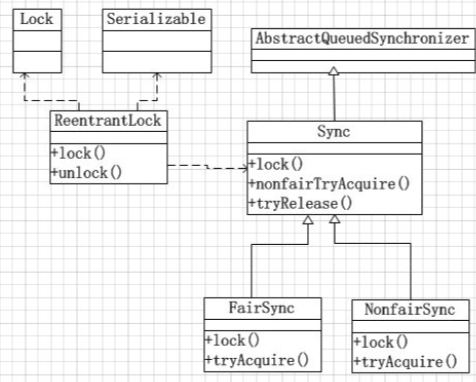 Lock
Serializable
AbstractQueuedSynchronizer
ReentrantLock
+lock()
+unlock()
Sync
+lock()
+nonfairTryAcquire()
+tryRelease()
FairSync
+lock()
+tryAcquire()
NonfairSync
+lock()
+tryAcquire()